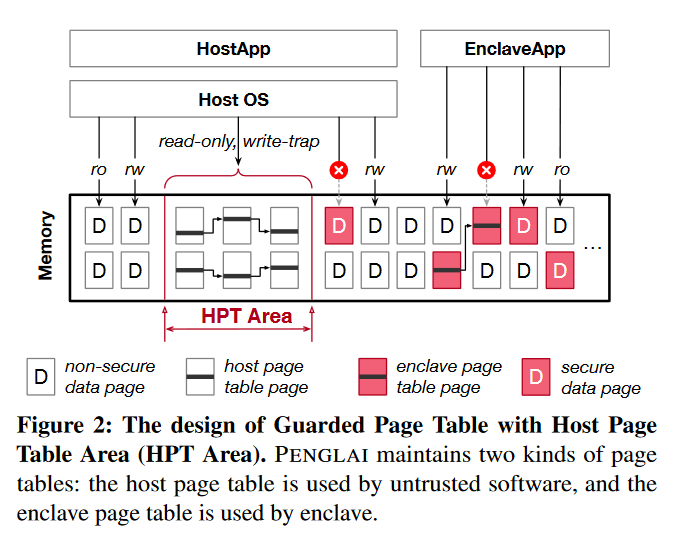 HostApp
EnclaveApp
Host OS
read-only, write-trap
ro rw rw rw rw ro
Memory
D D D D D D D D
D D D D D D D
...
HPT Area
D non-secure data page
host page table page
enclave page table page
D secure data page
Figure 2: The design of Guarded Page Table with Host Page
Table Area (HPT Area). PENGLAI maintains two kinds of page
tables: the host page table is used by untrusted software, and the
enclave page table is used by enclave.